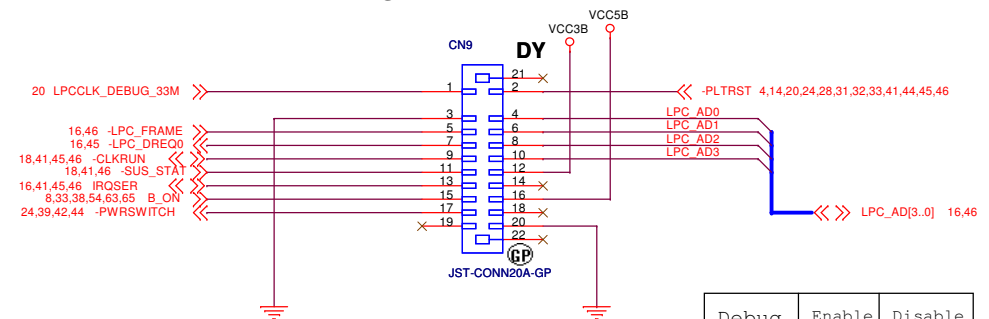 VCC5B
VCC3B
CN9 DY
21
20 LPCCLK_DEBUG_33M 1 2 -PLTRST 4,14,20,24,28,31,32,33,41,44,45,46
3 4 LPC_AD0
16,46 -LPC_FRAME 5 6 LPC_AD1
16,45 -LPC_DREQ0 7 8 LPC_AD2
18,41,45,46 -CLKRUN 9 10 LPC_AD3
18,41,46 -SUS_STAT 11 12
16,41,45,46 IRQSER 13 14
8,33,38,54,63,65 B_ON 15 16
24,39,42,44 -PWRSWITCH 17 18 LPC_AD[3..0] 16,46
19 20
22
GP
JST-CONN20A-GP
Debug Enable Disable